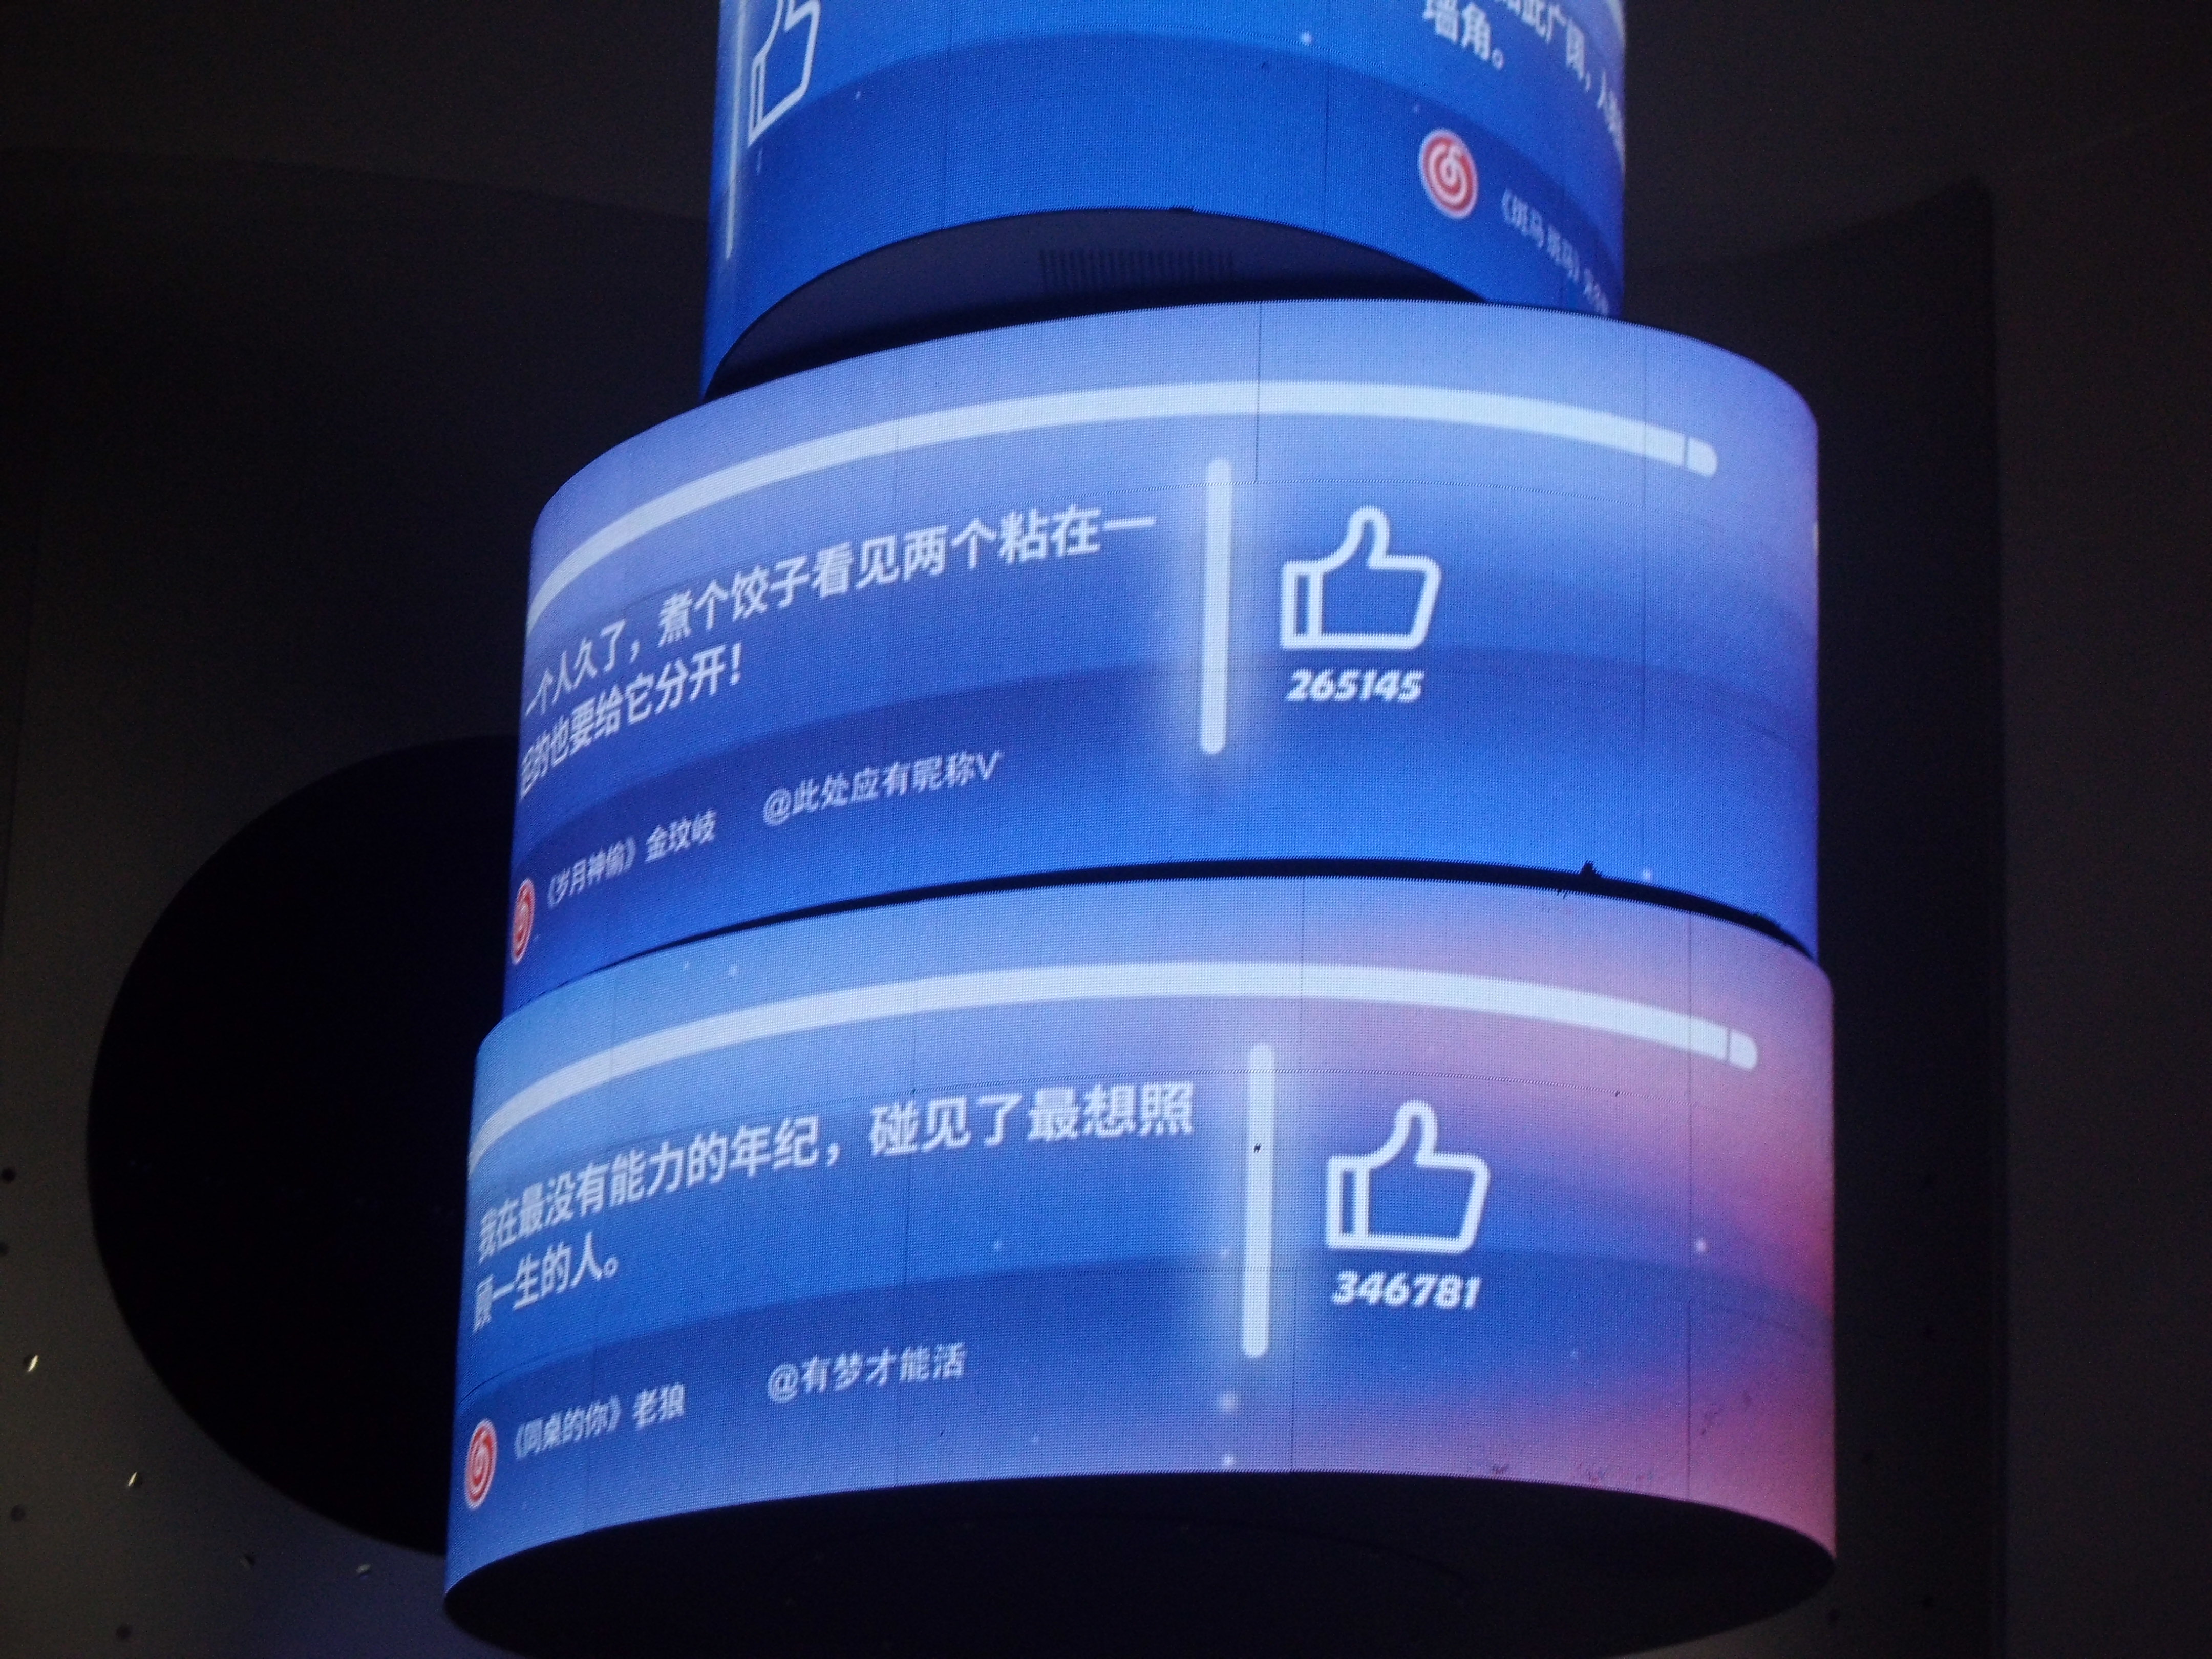 此广阔，人
墙角。
《斑马 斑马》
一个人久了，煮个饺子看见两个粘在一
起的也要给它分开！
265145
《岁月神偷》金玟岐 @此处应有昵称V
我在最没有能力的年纪，碰见了最想照
顾一生的人。
346781
《同桌的你》老狼 @有梦才能活